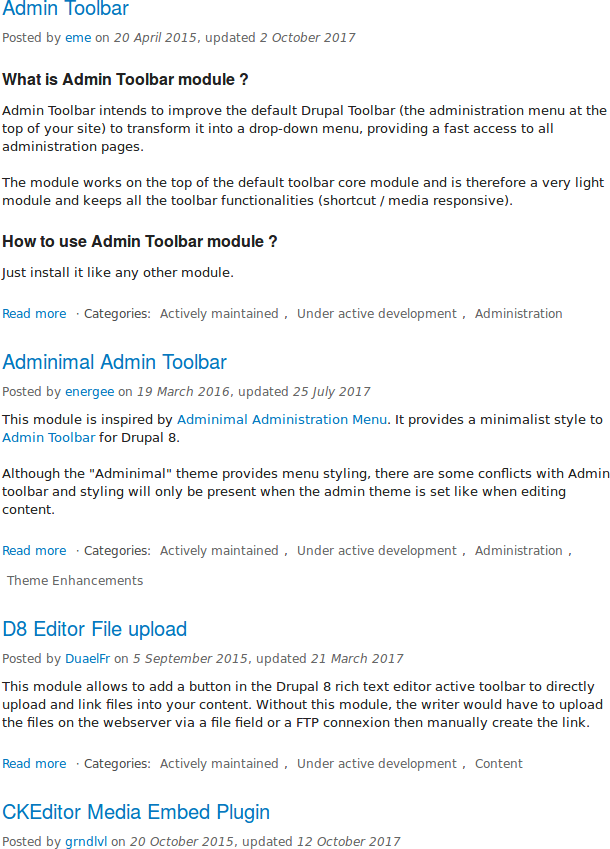 Admin Toolbar
Posted by eme on 20 April 2015, updated 2 October 2017
What is Admin Toolbar module ?
Admin Toolbar intends to improve the default Drupal Toolbar (the administration menu at the
top of your site) to transform it into a drop-down menu, providing a fast access to all
administration pages.
The module works on the top of the default toolbar core module and is therefore a very light
module and keeps all the toolbar functionalities (shortcut / media responsive).
How to use Admin Toolbar module ?
Just install it like any other module.
Read more · Categories: Actively maintained , Under active development , Administration
Adminimal Admin Toolbar
Posted by energee on 19 March 2016, updated 25 July 2017
This module is inspired by Adminimal Administration Menu. It provides a minimalist style to
Admin Toolbar for Drupal 8.
Although the "Adminimal" theme provides menu styling, there are some conflicts with Admin
toolbar and styling will only be present when the admin theme is set like when editing
content.
Read more · Categories: Actively maintained , Under active development , Administration ,
Theme Enhancements
D8 Editor File upload
Posted by DuaelFr on 5 September 2015, updated 21 March 2017
This module allows to add a button in the Drupal 8 rich text editor active toolbar to directly
upload and link files into your content. Without this module, the writer would have to upload
the files on the webserver via a file field or a FTP connexion then manually create the link.
Read more · Categories: Actively maintained , Under active development , Content
CKEditor Media Embed Plugin
Posted by grndlvl on 20 October 2015, updated 12 October 2017